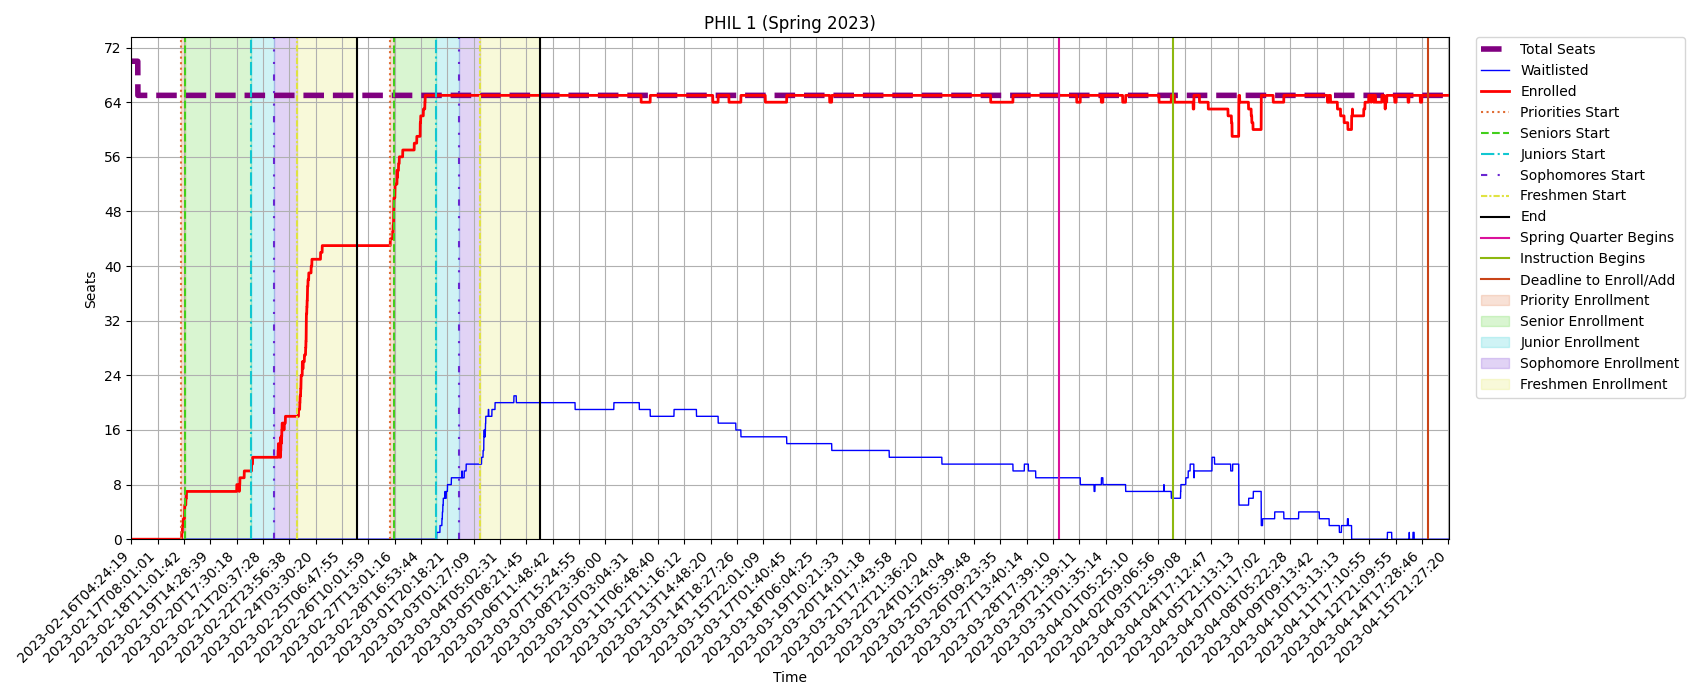 PHIL 1 (Spring 2023)
72
64
56
48
40
32
24
16
8
0
Seats
2023-02-16T04:24:19
2023-02-17T08:01:01
2023-02-18T11:01:42
2023-02-19T14:28:39
2023-02-20T17:30:18
2023-02-21T20:37:28
2023-02-22T23:56:38
2023-02-24T03:30:20
2023-02-25T06:47:53
2023-02-26T10:01:59
2023-02-27T13:01:16
2023-02-28T16:53:44
2023-03-01T20:18:21
2023-03-03T01:27:09
2023-03-04T05:02:31
2023-03-05T08:21:45
2023-03-06T11:48:42
2023-03-07T15:24:55
2023-03-08T23:36:00
2023-03-10T03:04:31
2023-03-11T06:48:40
2023-03-12T11:16:12
2023-03-13T14:48:20
2023-03-14T18:27:26
2023-03-15T22:01:09
2023-03-17T01:40:45
2023-03-18T06:04:25
2023-03-19T10:21:33
2023-03-20T14:01:18
2023-03-21T17:43:58
2023-03-22T21:36:20
2023-03-24T01:24:04
2023-03-25T05:39:48
2023-03-26T09:23:35
2023-03-27T13:40:14
2023-03-28T17:39:10
2023-03-29T21:39:11
2023-03-31T01:35:14
2023-04-01T05:25:10
2023-04-02T09:06:56
2023-04-03T12:59:08
2023-04-04T17:12:47
2023-04-05T21:13:13
2023-04-07T01:17:02
2023-04-08T05:22:28
2023-04-09T09:13:42
2023-04-10T13:13:13
2023-04-11T17:10:55
2023-04-12T21:09:55
2023-04-14T17:28:46
2023-04-15T21:27:20
Time
Total Seats
Waitlisted
Enrolled
Priorities Start
Seniors Start
Juniors Start
Sophomores Start
Freshmen Start
End
Spring Quarter Begins
Instruction Begins
Deadline to Enroll/Add
Priority Enrollment
Senior Enrollment
Junior Enrollment
Sophomore Enrollment
Freshmen Enrollment